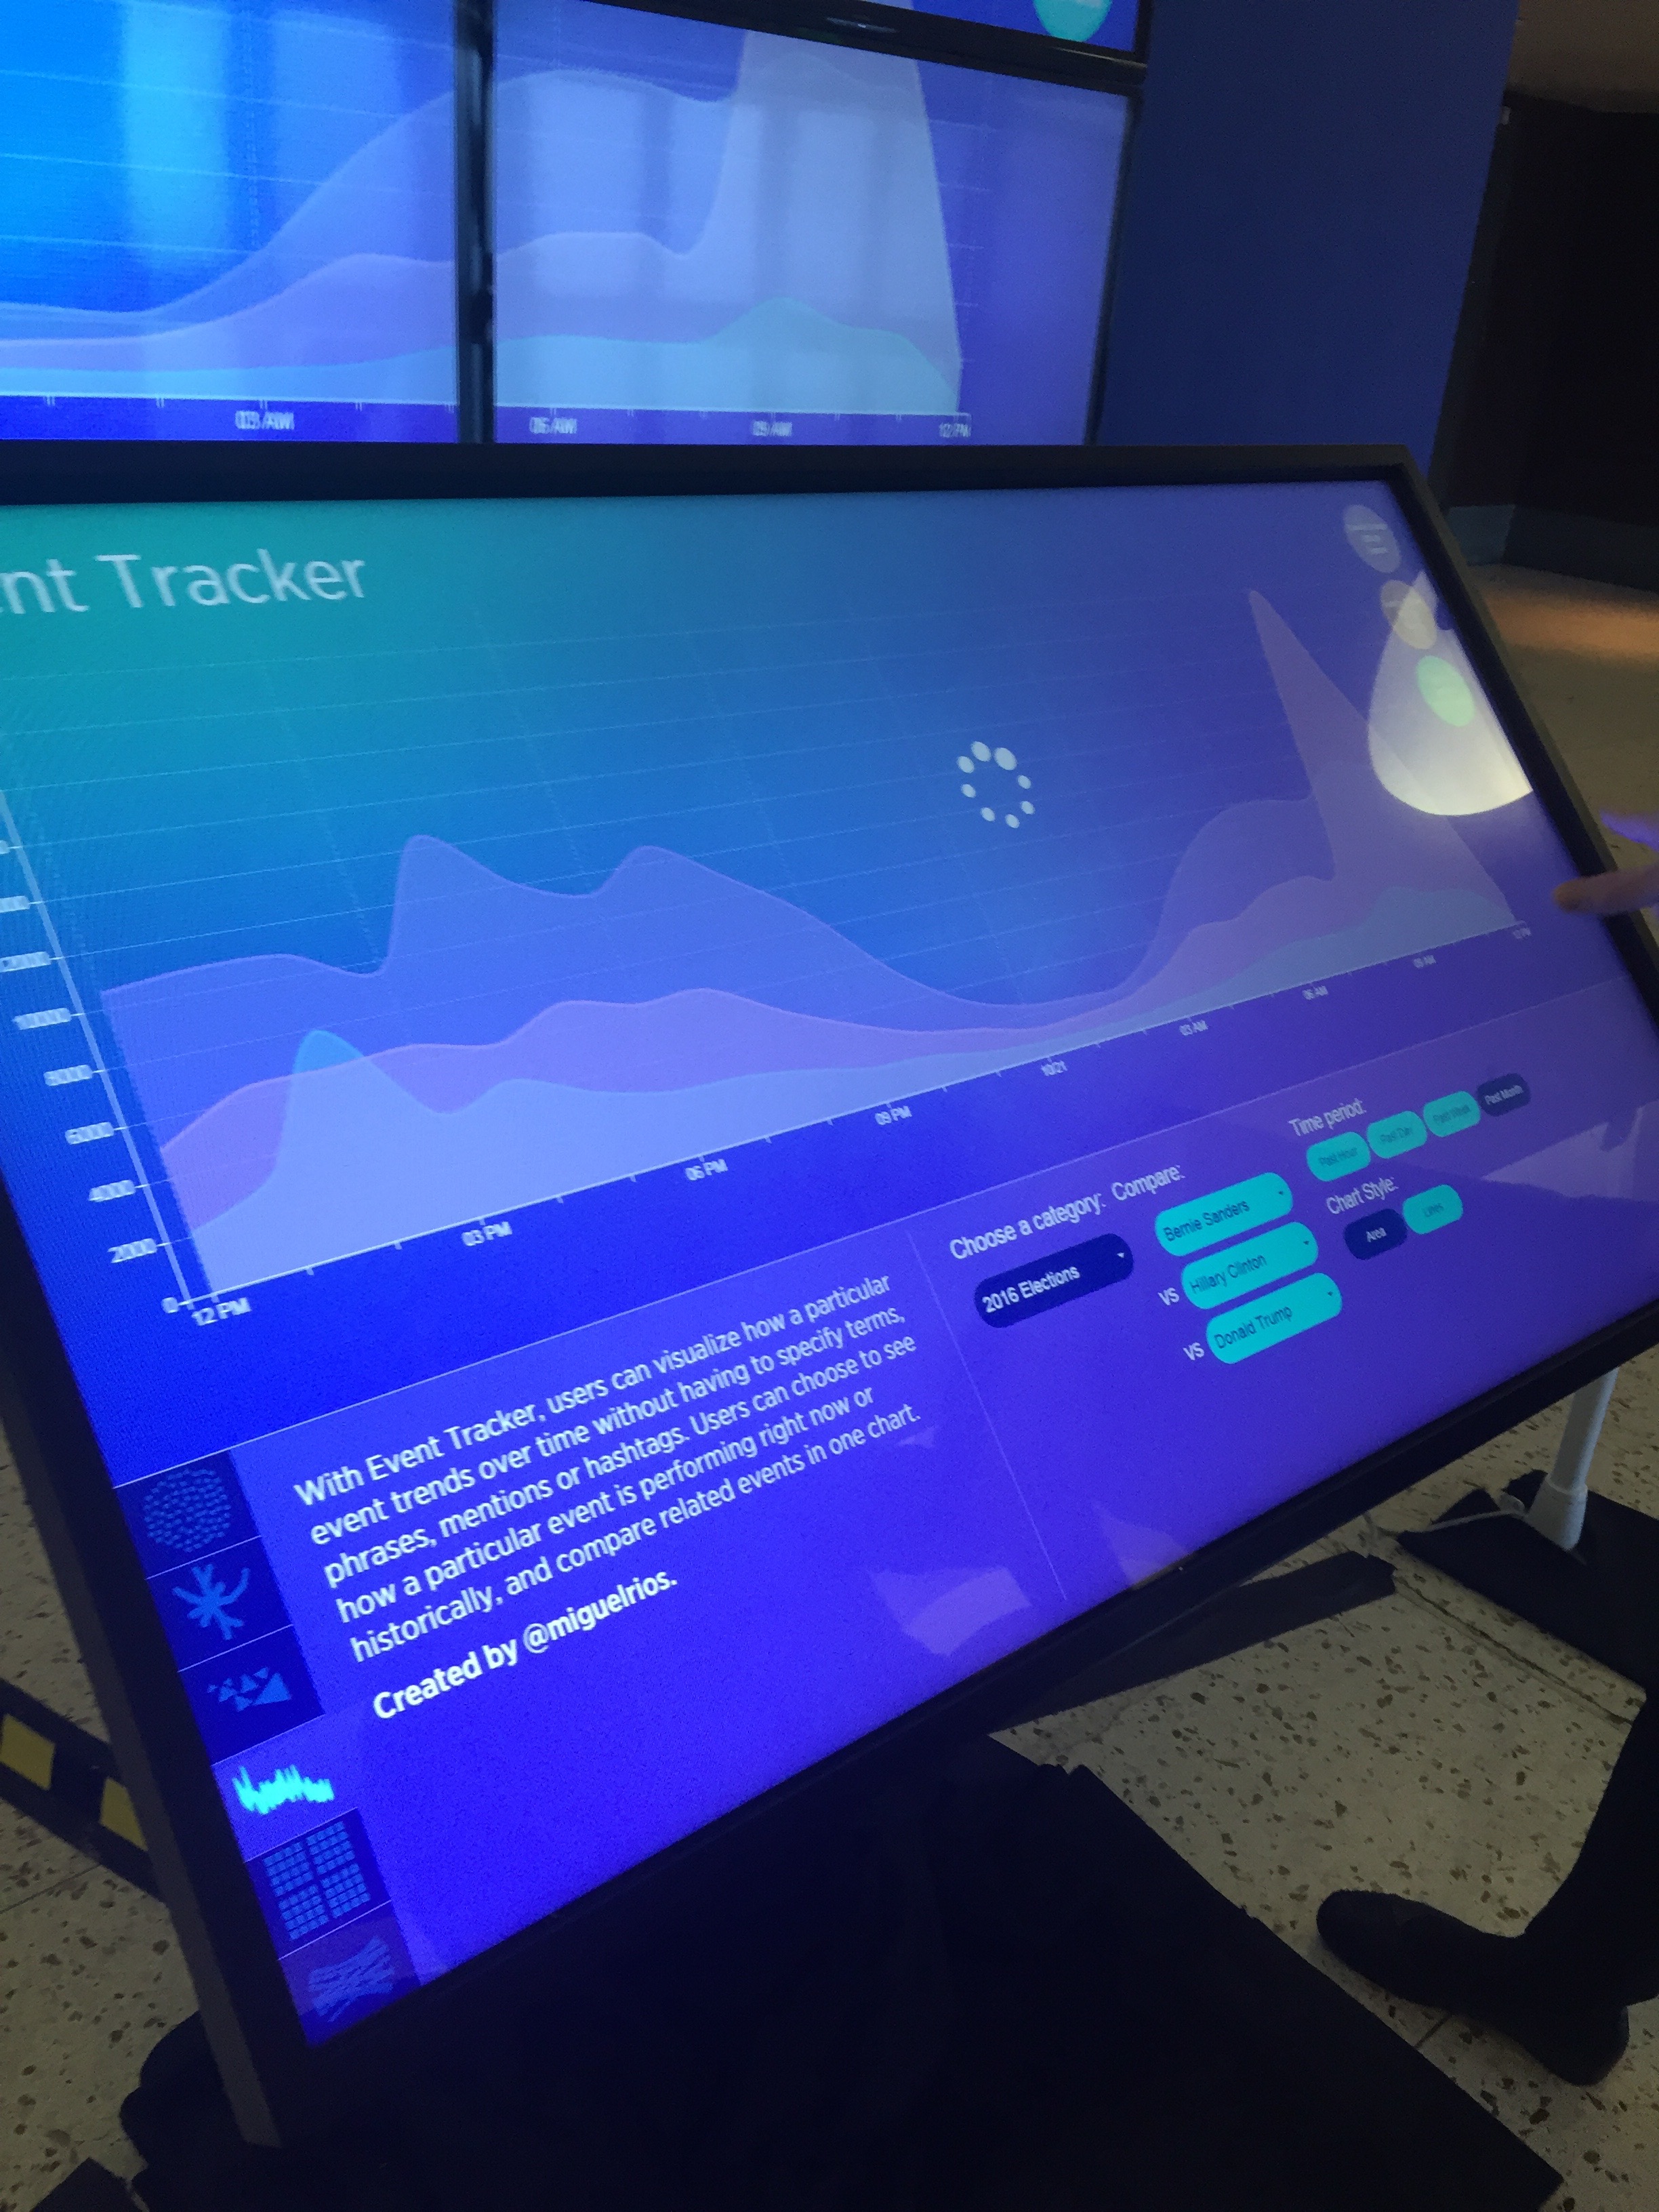 03 AM
06 AM
09 AM
12 PM
ent Tracker
10000
8000
6000
4000
2000
0
12 PM
03 PM
06 PM
09 PM
10/21
03 AM
06 AM
09 AM
12 PM
With Event Tracker, users can visualize how a particular
event trends over time without having to specify terms,
phrases, mentions or hashtags. Users can choose to see
how a particular event is performing right now or
historically, and compare related events in one chart.
Created by @miguelrios.
Choose a category:
2016 Elections
Compare:
Bernie Sanders
VS Hillary Clinton
VS Donald Trump
Time period:
Past Hour Past Day Past Week Past Month
Chart Style:
Area Lines